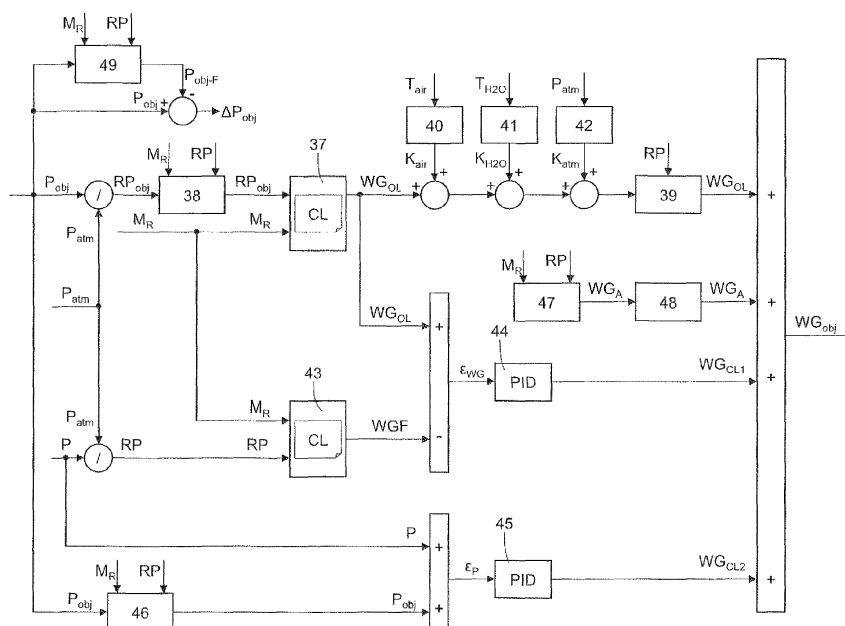 M_R RP
49
P_obj-F
P_obj + -
ΔP_obj
T_air T_H2O P_atm
40 41 42
37
M_R RP
K_air K_H2O K_atm RP
P_obj / RP_obj 38 RP_obj CL WG_OL + + + + + + 39 WG_OL +
P_atm M_R M_R
M_R RP
P_atm 47 WG_A 48 WG_A +
WG_OL + WG_obj
44
ε_WG PID WG_CL1 +
43
P_atm M_R CL WGF -
P / RP RP
P +
45
ε_P PID WG_CL2 +
M_R RP
P_obj 46 P_obj +